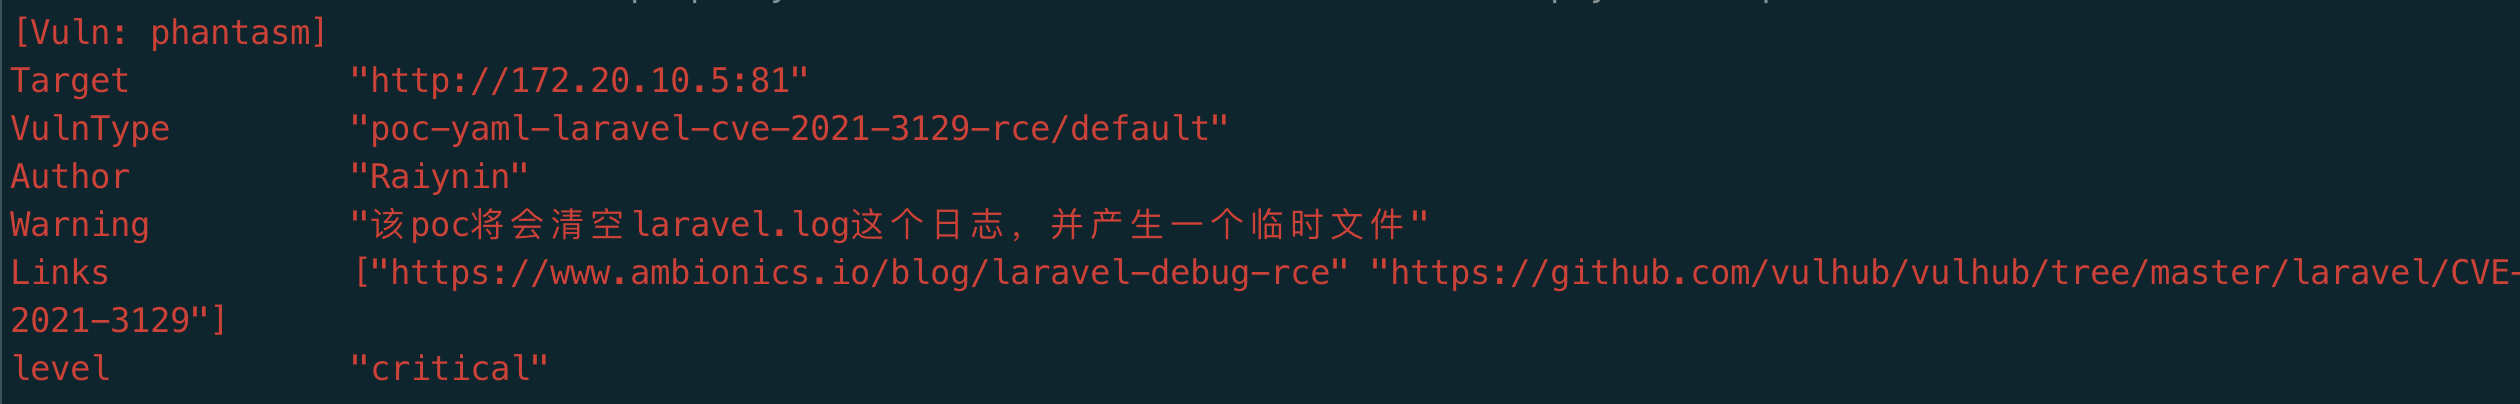 [Vuln: phantasm]
Target "http://172.20.10.5:81"
VulnType "poc-yaml-laravel-cve-2021-3129-rce/default"
Author "Raiynin"
Warning "该poc将会清空laravel.log这个日志，并产生一个临时文件"
Links ["https://www.ambionics.io/blog/laravel-debug-rce" "https://github.com/vulhub/vulhub/tree/master/laravel/CVE-
2021-3129"]
level "critical"